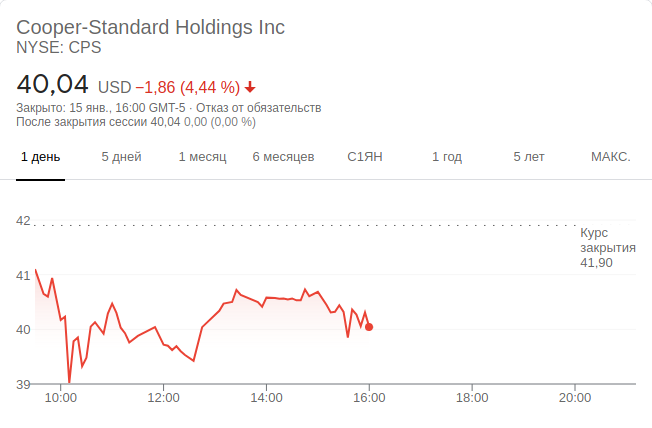 Cooper-Standard Holdings Inc
NYSE: CPS
40,04 USD −1,86 (4,44 %)
Закрыто: 15 янв., 16:00 GMT-5 · Отказ от обязательств
После закрытия сессии 40,04 0,00 (0,00 %)
1 день 5 дней 1 месяц 6 месяцев С1ЯН 1 год 5 лет МАКС.
42
Курс
закрытия
41,90
41
40
39
10:00 12:00 14:00 16:00 18:00 20:00